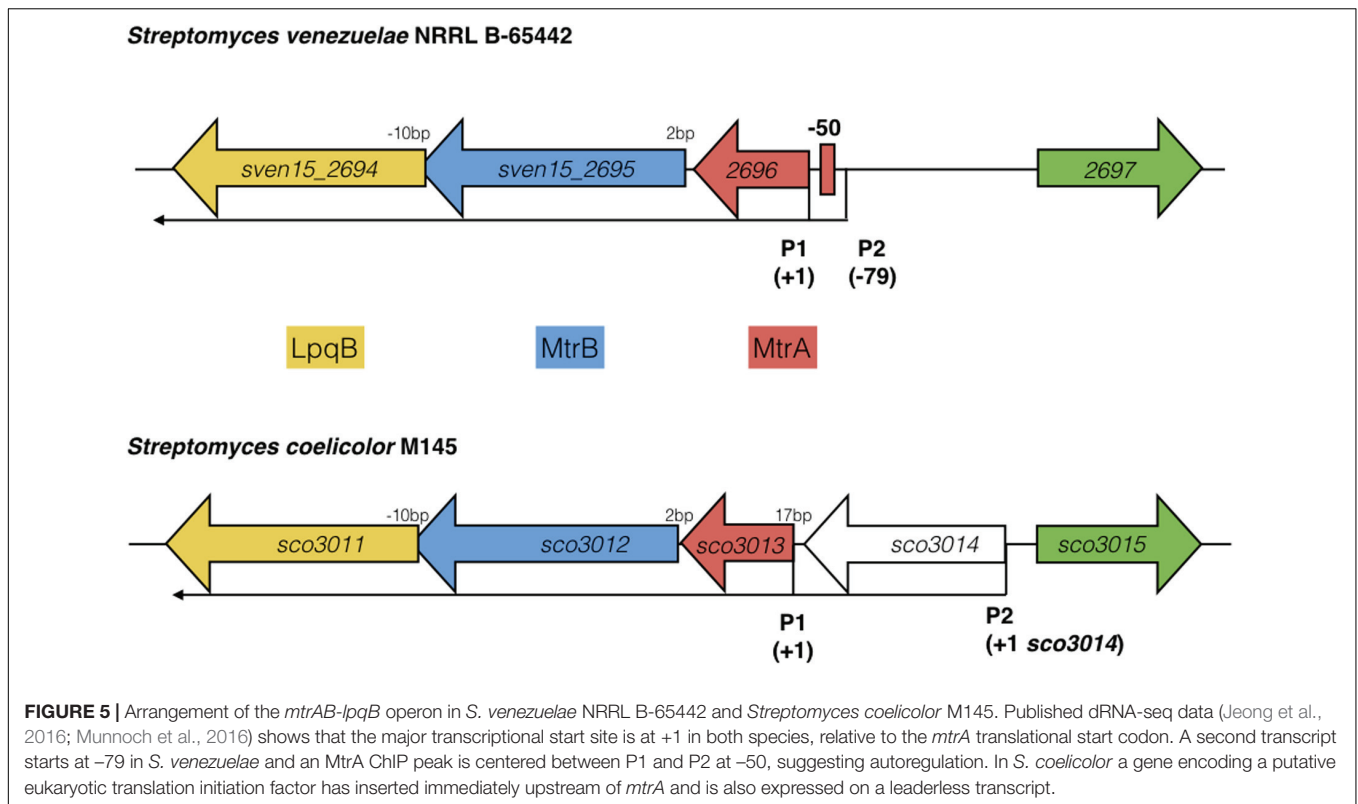 Streptomyces venezuelae NRRL B-65442
-10bp
2bp
-50
sven15_2694
sven15_2695
2696
2697
P1
(+1)
P2
(-79)
LpqB
MtrB
MtrA
Streptomyces coelicolor M145
-10bp
2bp
17bp
sco3011
sco3012
sco3013
sco3014
sco3015
P1
(+1)
P2
(+1 sco3014)
FIGURE 5 | Arrangement of the mtrAB-lpqB operon in S. venezuelae NRRL B-65442 and Streptomyces coelicolor M145. Published dRNA-seq data (Jeong et al.,
2016; Munnoch et al., 2016) shows that the major transcriptional start site is at +1 in both species, relative to the mtrA translational start codon. A second transcript
starts at –79 in S. venezuelae and an MtrA ChIP peak is centered between P1 and P2 at –50, suggesting autoregulation. In S. coelicolor a gene encoding a putative
eukaryotic translation initiation factor has inserted immediately upstream of mtrA and is also expressed on a leaderless transcript.